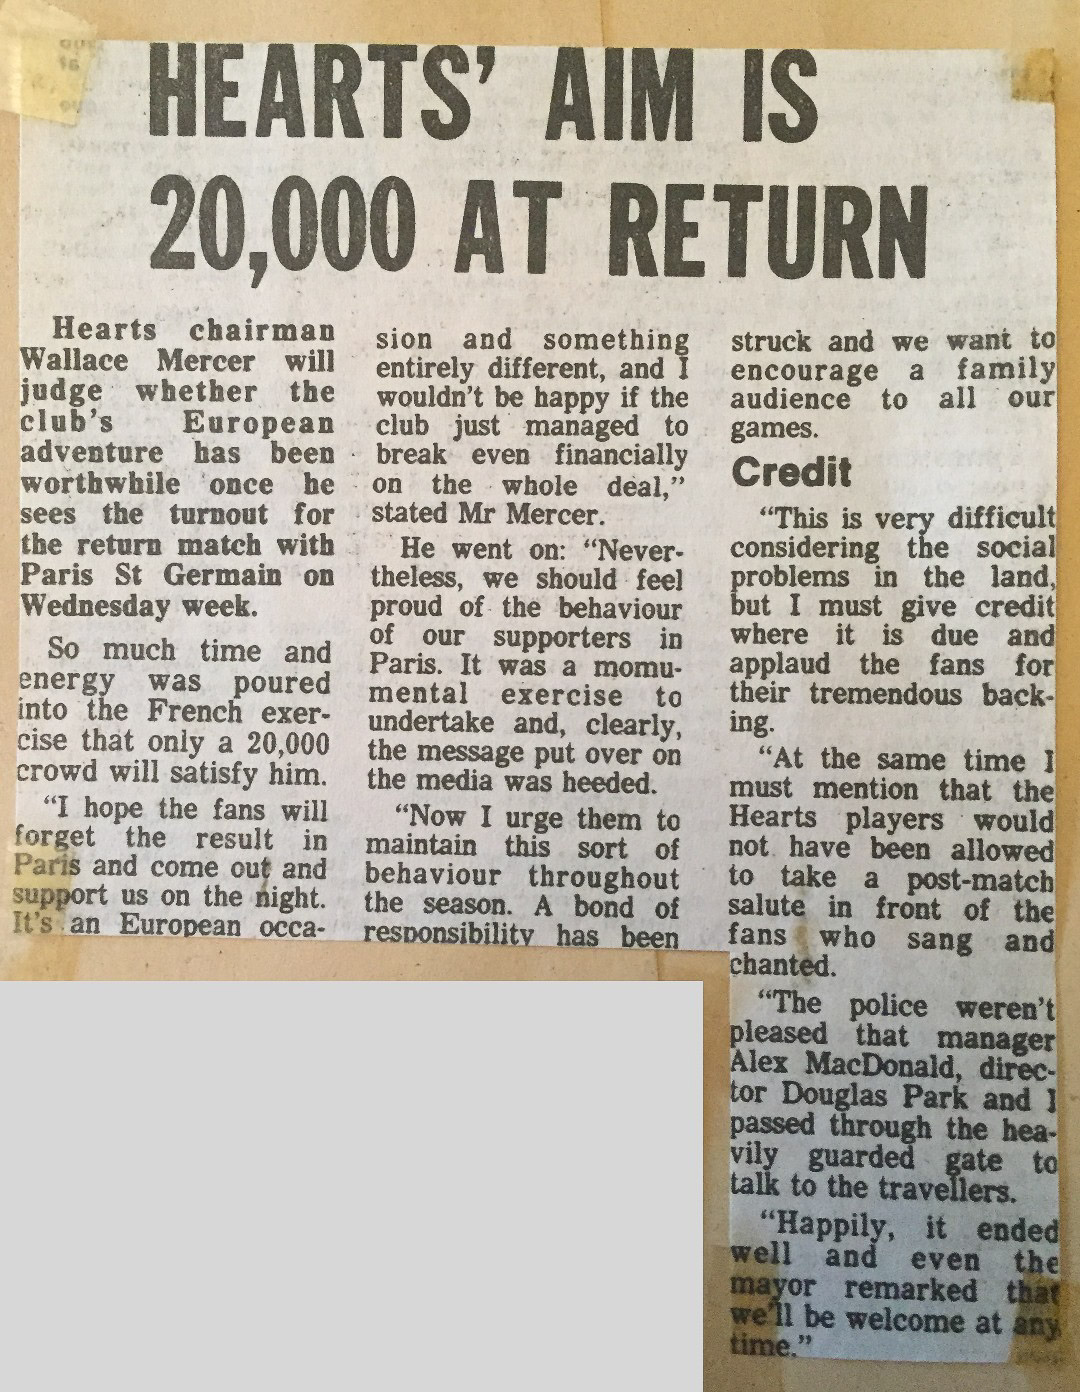 HEARTS' AIM IS
20,000 AT RETURN
Hearts chairman
Wallace Mercer will
judge whether the
club's European
adventure has been
worthwhile once he
sees the turnout for
the return match with
Paris St Germain on
Wednesday week.
So much time and
energy was poured
into the French exer-
cise that only a 20,000
crowd will satisfy him.
"I hope the fans will
forget the result in
Paris and come out and
support us on the night.
It's an European occa-
sion and something
entirely different, and I
wouldn't be happy if the
club just managed to
break even financially
on the whole deal,"
stated Mr Mercer.
He went on: "Never-
theless, we should feel
proud of the behaviour
of our supporters in
Paris. It was a momu-
mental exercise to
undertake and, clearly,
the message put over on
the media was heeded.
"Now I urge them to
maintain this sort of
behaviour throughout
the season. A bond of
responsibility has been
struck and we want to
encourage a family
audience to all our
games.
Credit
"This is very difficult
considering the social
problems in the land,
but I must give credit
where it is due and
applaud the fans for
their tremendous back-
ing.
"At the same time I
must mention that the
Hearts players would
not have been allowed
to take a post-match
salute in front of the
fans who sang and
chanted.
"The police weren't
pleased that manager
Alex MacDonald, direc-
tor Douglas Park and I
passed through the hea-
vily guarded gate to
talk to the travellers.
"Happily, it ended
well and even the
mayor remarked that
we'll be welcome at any
time."